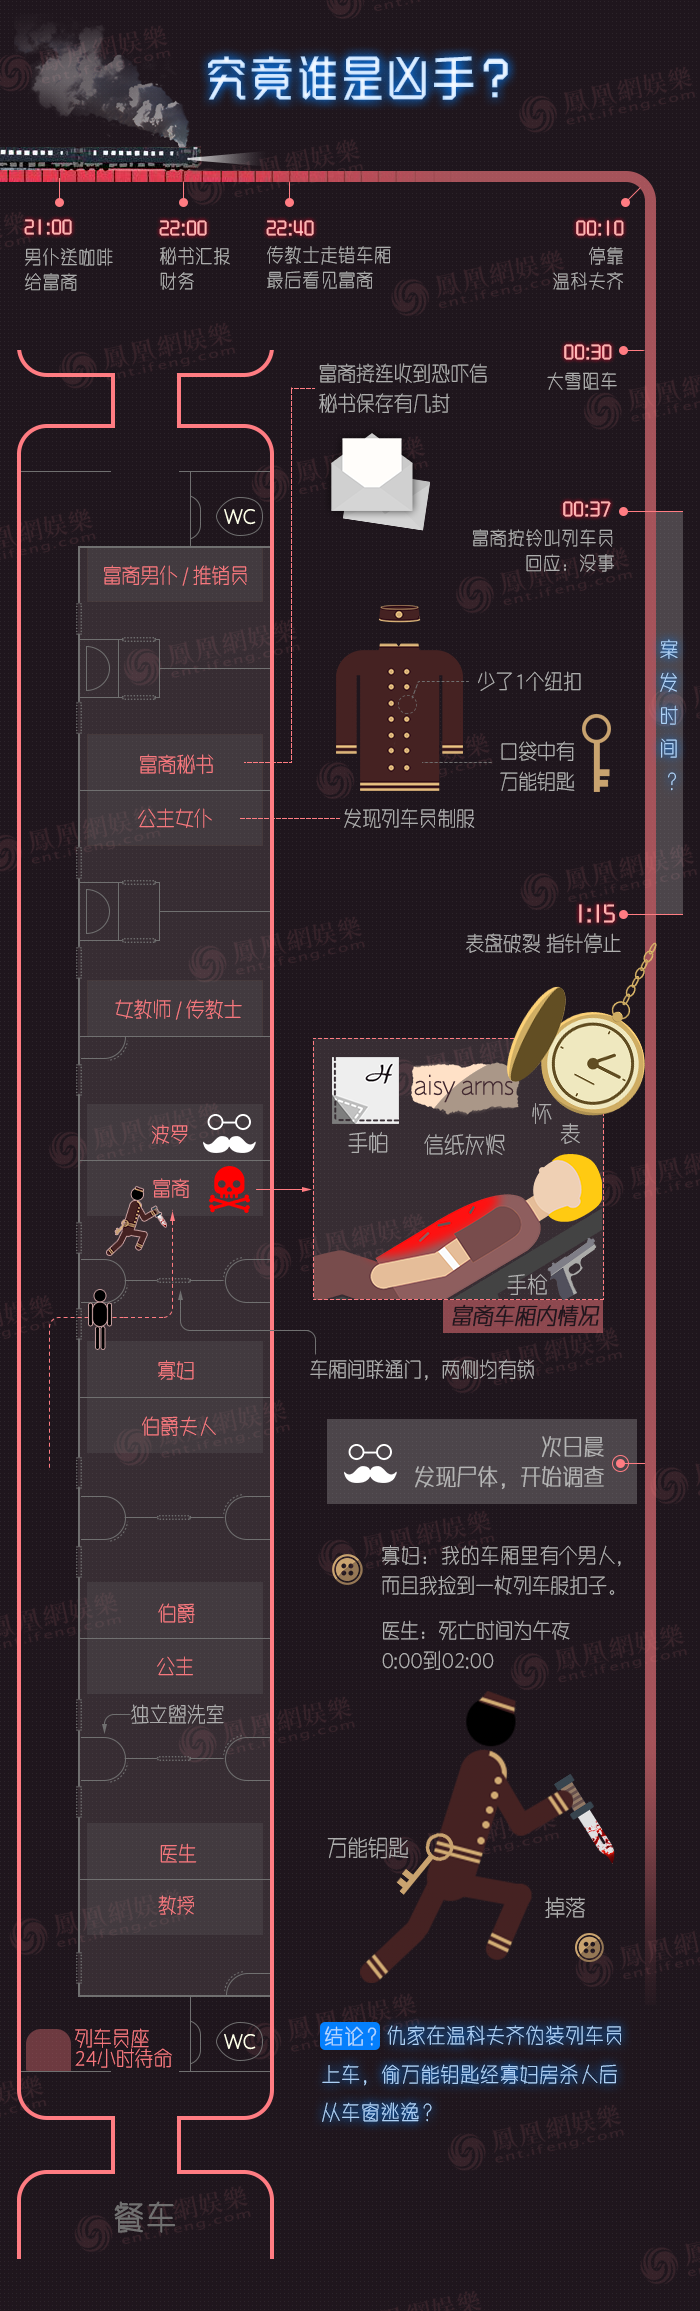 究竟谁是凶手？
21:00
男仆送咖啡
给富商
22:00
秘书汇报
财务
22:40
传教士走错车厢
最后看见富商
00:10
停靠
温科夫齐
00:30
大雪阻车
富商接连收到恐吓信
秘书保存有几封
00:37
富商按铃叫列车员
回应：没事
案发时间？
WC
富商男仆 / 推销员
少了1个纽扣
口袋中有
万能钥匙
富商秘书
公主女仆
发现列车员制服
1:15
表盘破裂 指针停止
女教师 / 传教士
H
手帕
aisy arms
信纸灰烬
怀
表
波罗
富商
手枪
富商车厢内情况
车厢间联通门，两侧均有锁
寡妇
伯爵夫人
次日晨
发现尸体，开始调查
寡妇：我的车厢里有个男人，
而且我捡到一枚列车服扣子。
医生：死亡时间为午夜
0:00到02:00
伯爵
公主
独立盥洗室
医生
教授
万能钥匙
掉落
列车员座
24小时待命
WC
结论？ 仇家在温科夫齐伪装列车员
上车，偷万能钥匙经寡妇房杀人后
从车窗逃逸？
餐车
鳳凰網娛樂
ent.ifeng.com